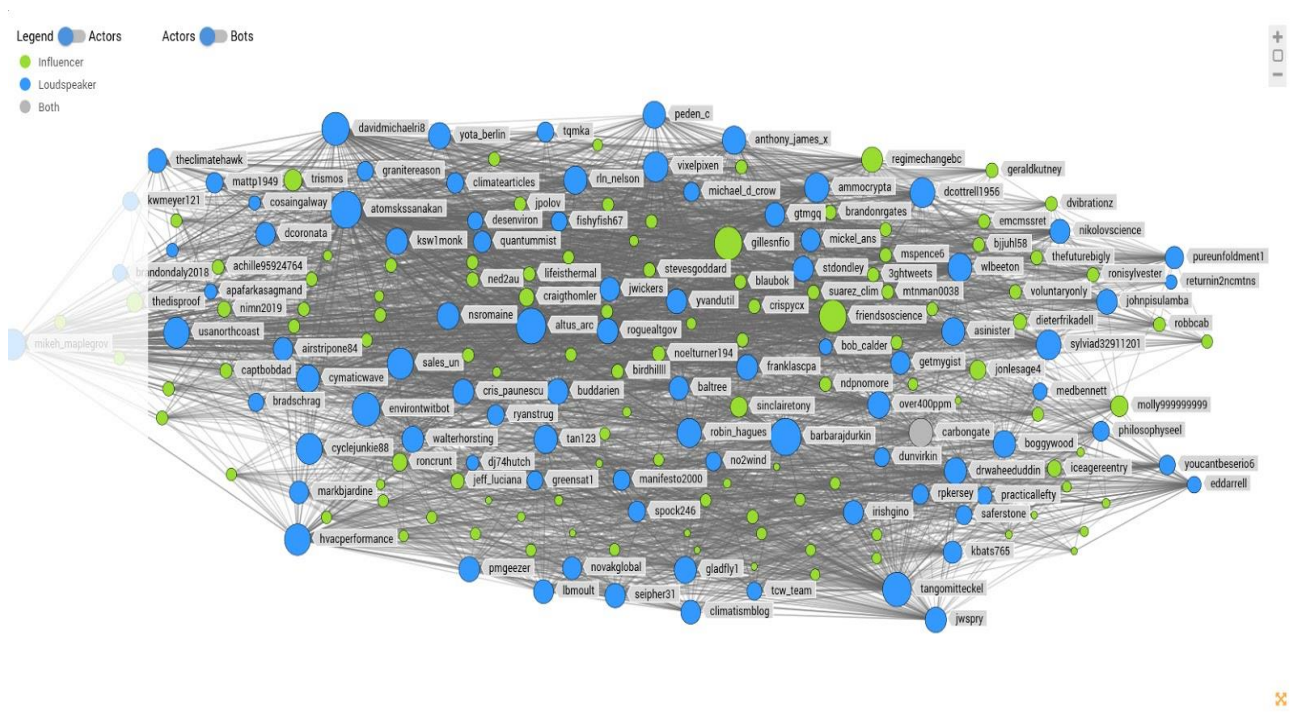 Legend Actors Actors Bots
Influencer
Loudspeaker
Both
davidmichaelri8
yota_berlin
tqmka
peden_c
anthony_james_x
theclimatehawk
granitereason
regimechangebc
geraldkutney
mattp1949
trismos
climatearticles
rln_nelson
vixelpixen
michael_d_crow
ammocrypta
dcottrell1956
kwmeyer121
cosaingalway
atomskssanakan
jpolov
desenviron
fishyfish67
gtmgq
brandonrgates
dvibrationz
emcmssret
nikolovscience
dcoronata
ksw1monk
quantummist
gillesnfio
mickel_ans
bjjuhl58
mspence6
thefuturebigly
pureunfoldment1
brandondaly2018
achille95924764
ned2au
lifeisthermal
stevesgoddard
stdondley
3ghtweets
wlbeeton
ronisylvester
returnin2ncmtns
apafarkasagmand
blaubok
suarez_clim
mtnman0038
voluntaryonly
johnpisulamba
thedisproof
nimn2019
craigthomler
jwickers
yvandutil
crispycx
friendsoscience
dieterfrikadell
robbcab
usanorthcoast
nsromaine
altus_arc
roguealtgov
asinister
sylviad32911201
mikeh_maplegrov
airstripone84
sales_un
noelturner194
bob_calder
getmygist
captbobdad
cymaticwave
birdhillll
franklascpa
jonlesage4
cris_paunescu
buddarien
baltree
ndpnomore
medbennett
bradschrag
environtwitbot
ryanstrug
sinclairetony
over400ppm
molly999999999
cyclejunkie88
walterhorsting
tan123
robin_hagues
barbarajdurkin
carbongate
boggywood
philosophyseel
roncrunt
dj74hutch
no2wind
dunvirkin
drwaheeduddin
iceagereentry
youcantbeserio6
markbjardine
jeff_luciana
greensat1
manifesto2000
rpkersey
practicallefty
eddarrell
spock246
irishgino
saferstone
hvacperformance
kbats765
pmgeezer
novakglobal
gladfly1
lbmoult
seipher31
tcw_team
tangomitteckel
climatismblog
jwspry